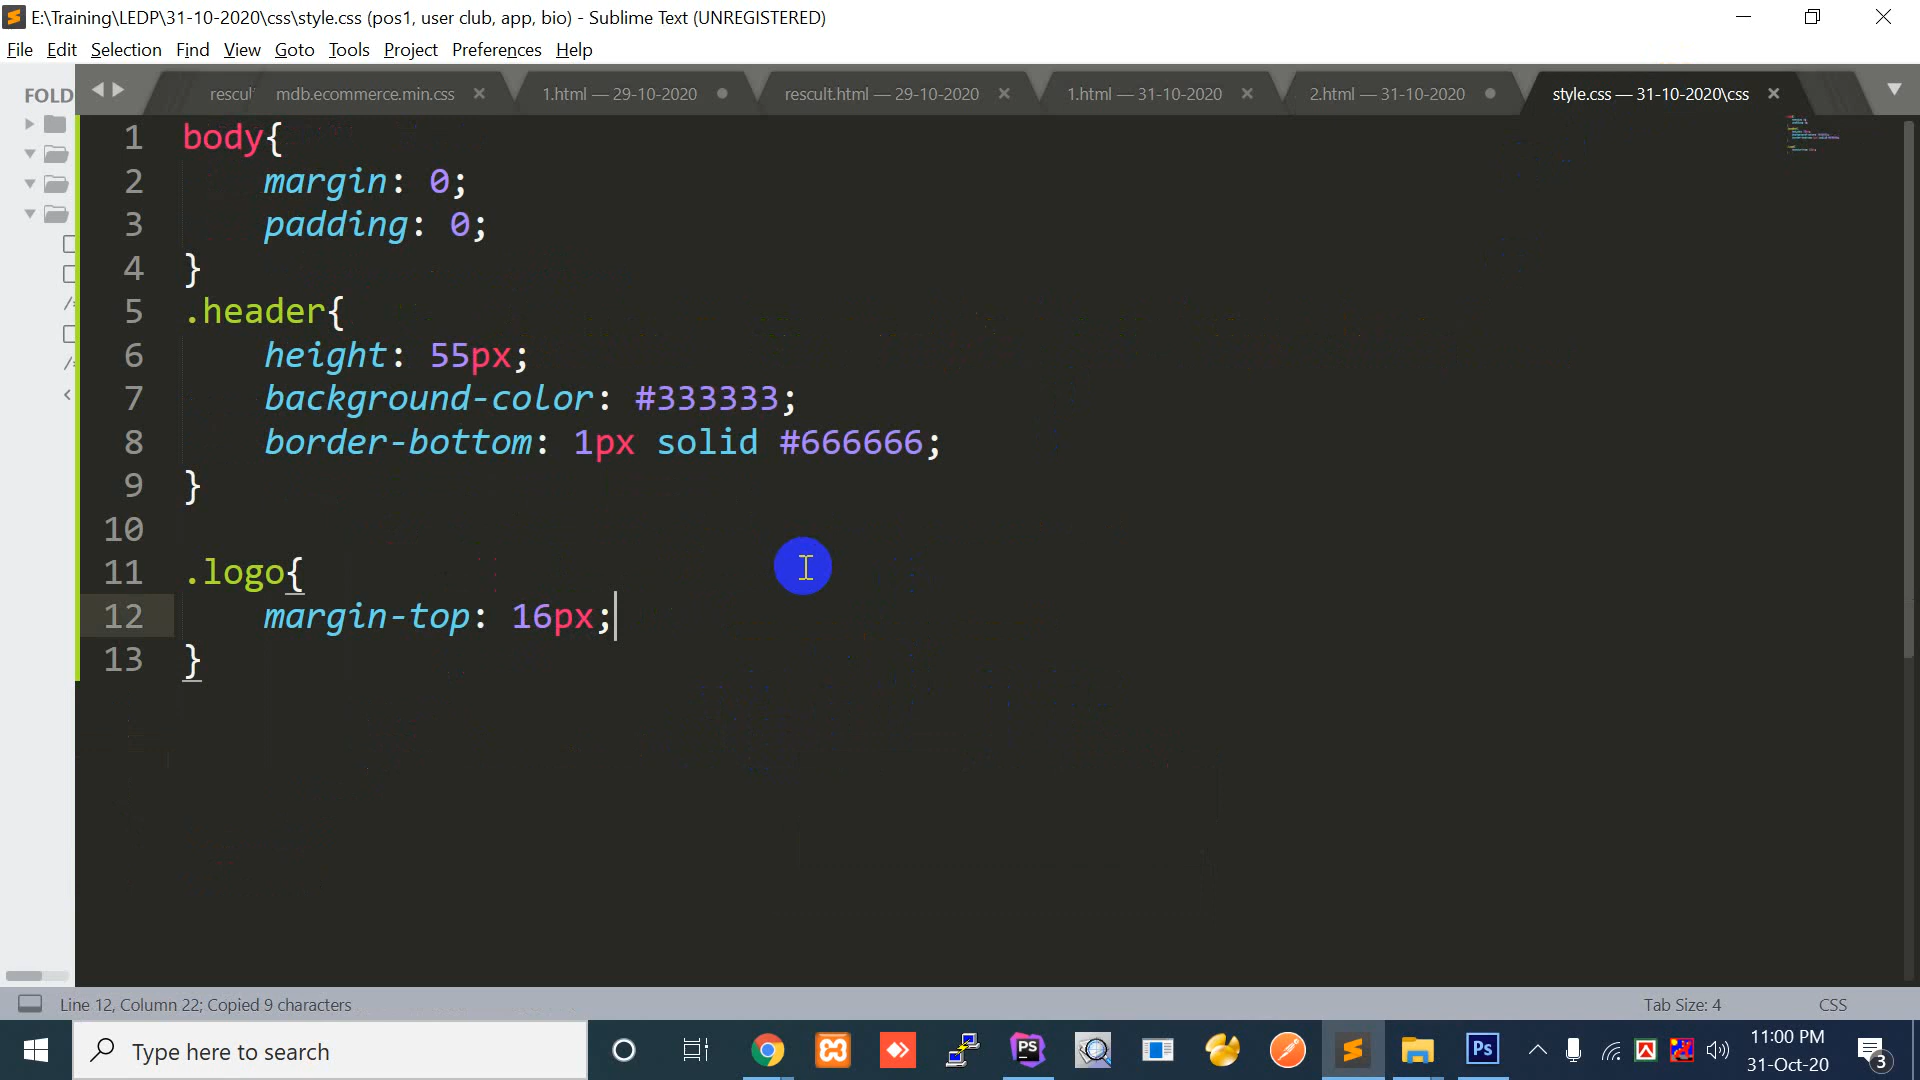 E:\Training\LEDP\31-10-2020\css\style.css (pos1, user club, app, bio) - Sublime Text (UNREGISTERED)
File Edit Selection Find View Goto Tools Project Preferences Help
FOLD
rescul mdb.ecommerce.min.css 1.html — 29-10-2020 rescult.html — 29-10-2020 1.html — 31-10-2020 2.html — 31-10-2020 style.css — 31-10-2020\css
1 body{
2 margin: 0;
3 padding: 0;
4 }
5 .header{
6 height: 55px;
7 background-color: #333333;
8 border-bottom: 1px solid #666666;
9 }
10
11 .logo{
12 margin-top: 16px;
13 }
Line 12, Column 22; Copied 9 characters Tab Size: 4 CSS
Type here to search
PS
Ps
11:00 PM
31-Oct-20
3